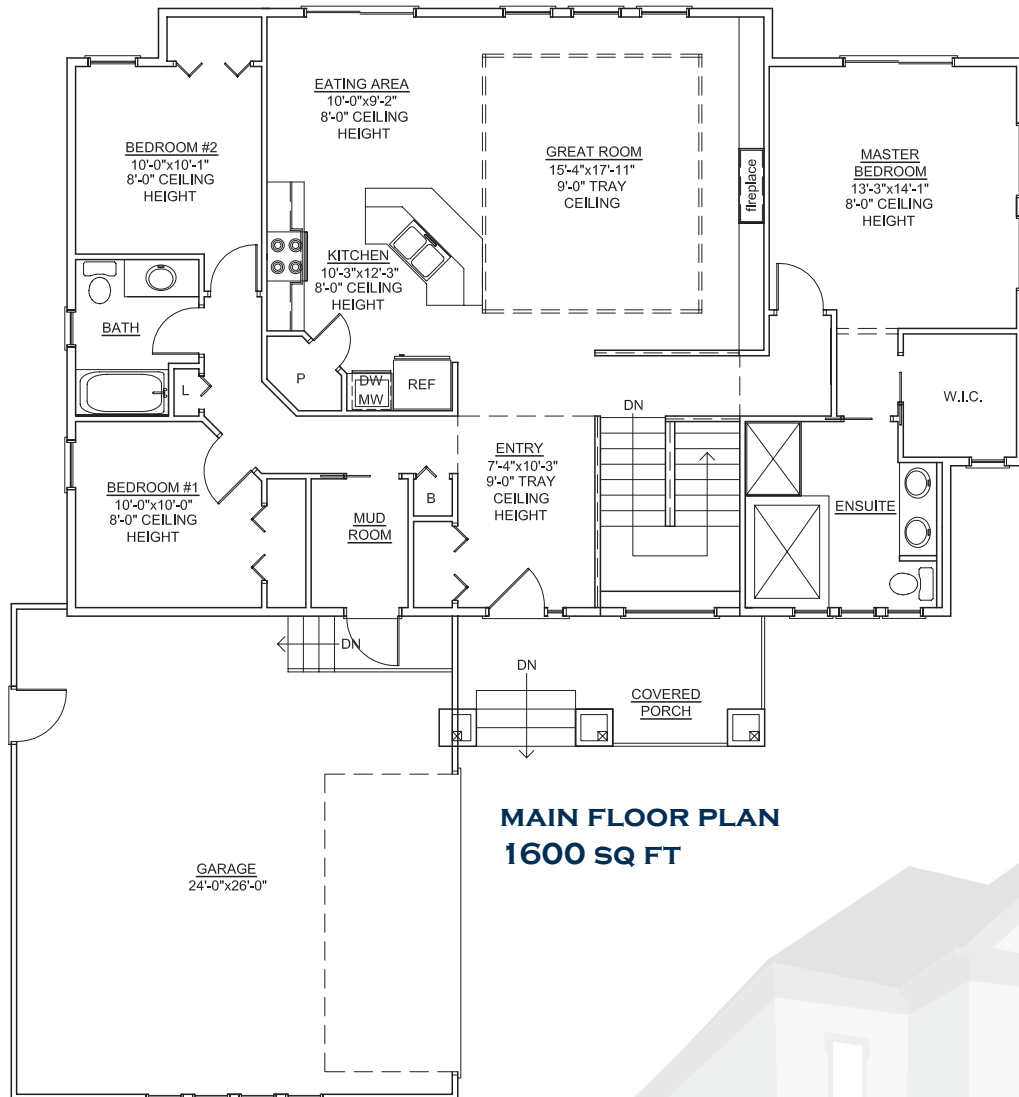 EATING AREA
10'-0"x9'-2"
8'-0" CEILING
HEIGHT
BEDROOM #2
10'-0"x10'-1"
8'-0" CEILING
HEIGHT
GREAT ROOM
15'-4"x17'-11"
9'-0" TRAY
CEILING
fireplace
MASTER
BEDROOM
13'-3"x14'-1"
8'-0" CEILING
HEIGHT
KITCHEN
10'-3"x12'-3"
8'-0" CEILING
HEIGHT
BATH
L
P
DW
MW
REF
W.I.C.
DN
ENTRY
7'-4"x10'-3"
9'-0" TRAY
CEILING
HEIGHT
BEDROOM #1
10'-0"x10'-0"
8'-0" CEILING
HEIGHT
B
MUD
ROOM
ENSUITE
DN
DN
COVERED
PORCH
MAIN FLOOR PLAN
1600 SQ FT
GARAGE
24'-0"x26'-0"